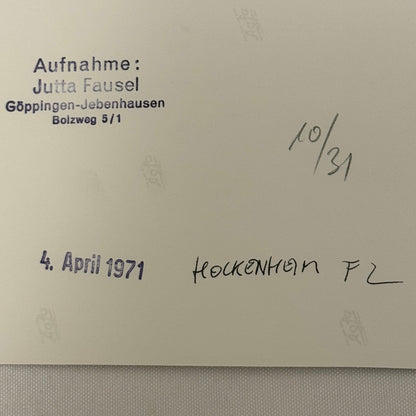 Aufnahme:
Jutta Fausel
Göppingen-Jebenhausen
Bolzweg 5/1
10/31
4. April 1971
HOCKENHEIM F2